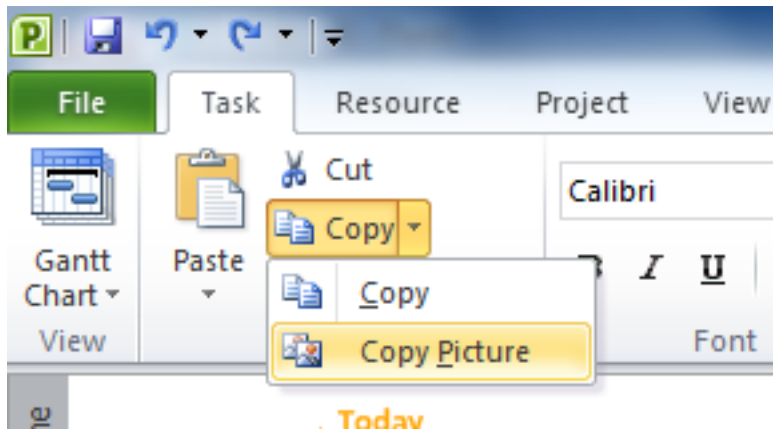 File Task Resource Project View
Cut
Calibri
Copy
Gantt Paste
Chart
I U
Copy
View Font
Copy Picture
Today